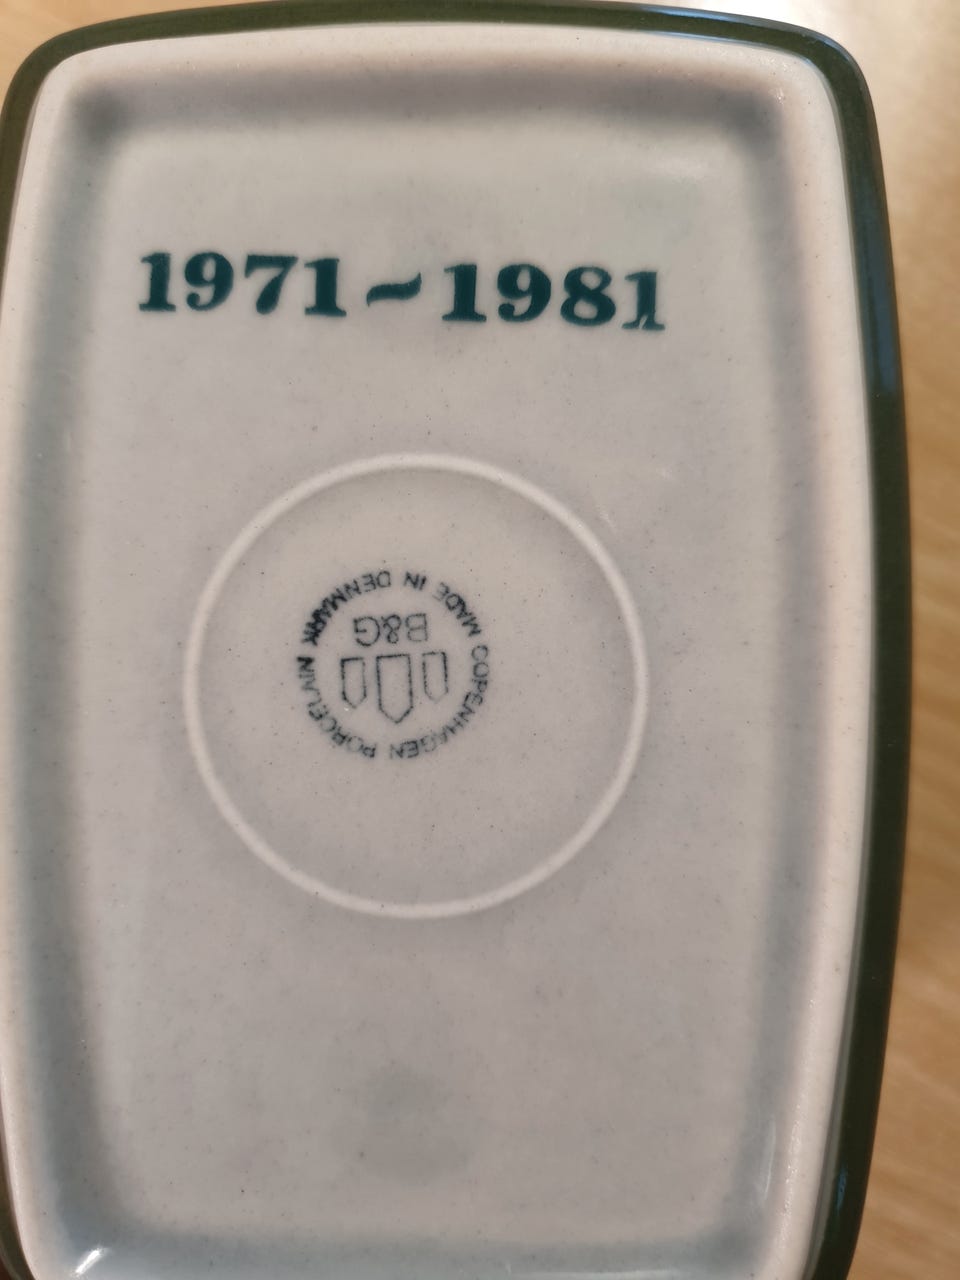 1971~1981
B&G
COPENHAGEN PORCELAIN
MADE IN DENMARK